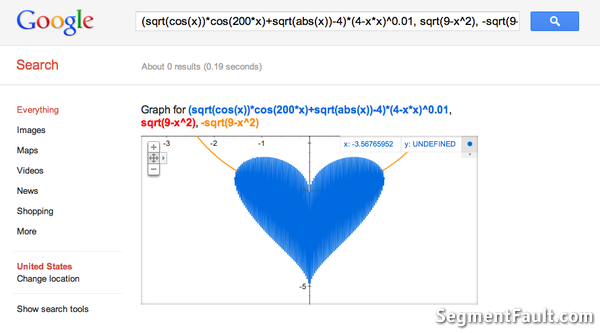 Google
(sqrt(cos(x))*cos(200*x)+sqrt(abs(x))-4)*(4-x*x)^0.01, sqrt(9-x^2), -sqrt(9-
Search
About 0 results (0.19 seconds)
Everything
Images
Maps
Videos
News
Shopping
More
United States
Change location
Show search tools
Graph for (sqrt(cos(x))*cos(200*x)+sqrt(abs(x))-4)*(4-x*x)^0.01,
sqrt(9-x^2), -sqrt(9-x^2)
-3 -2 -1 1 x: -3.56765952 y: UNDEFINED
-5
SegmentFault.com